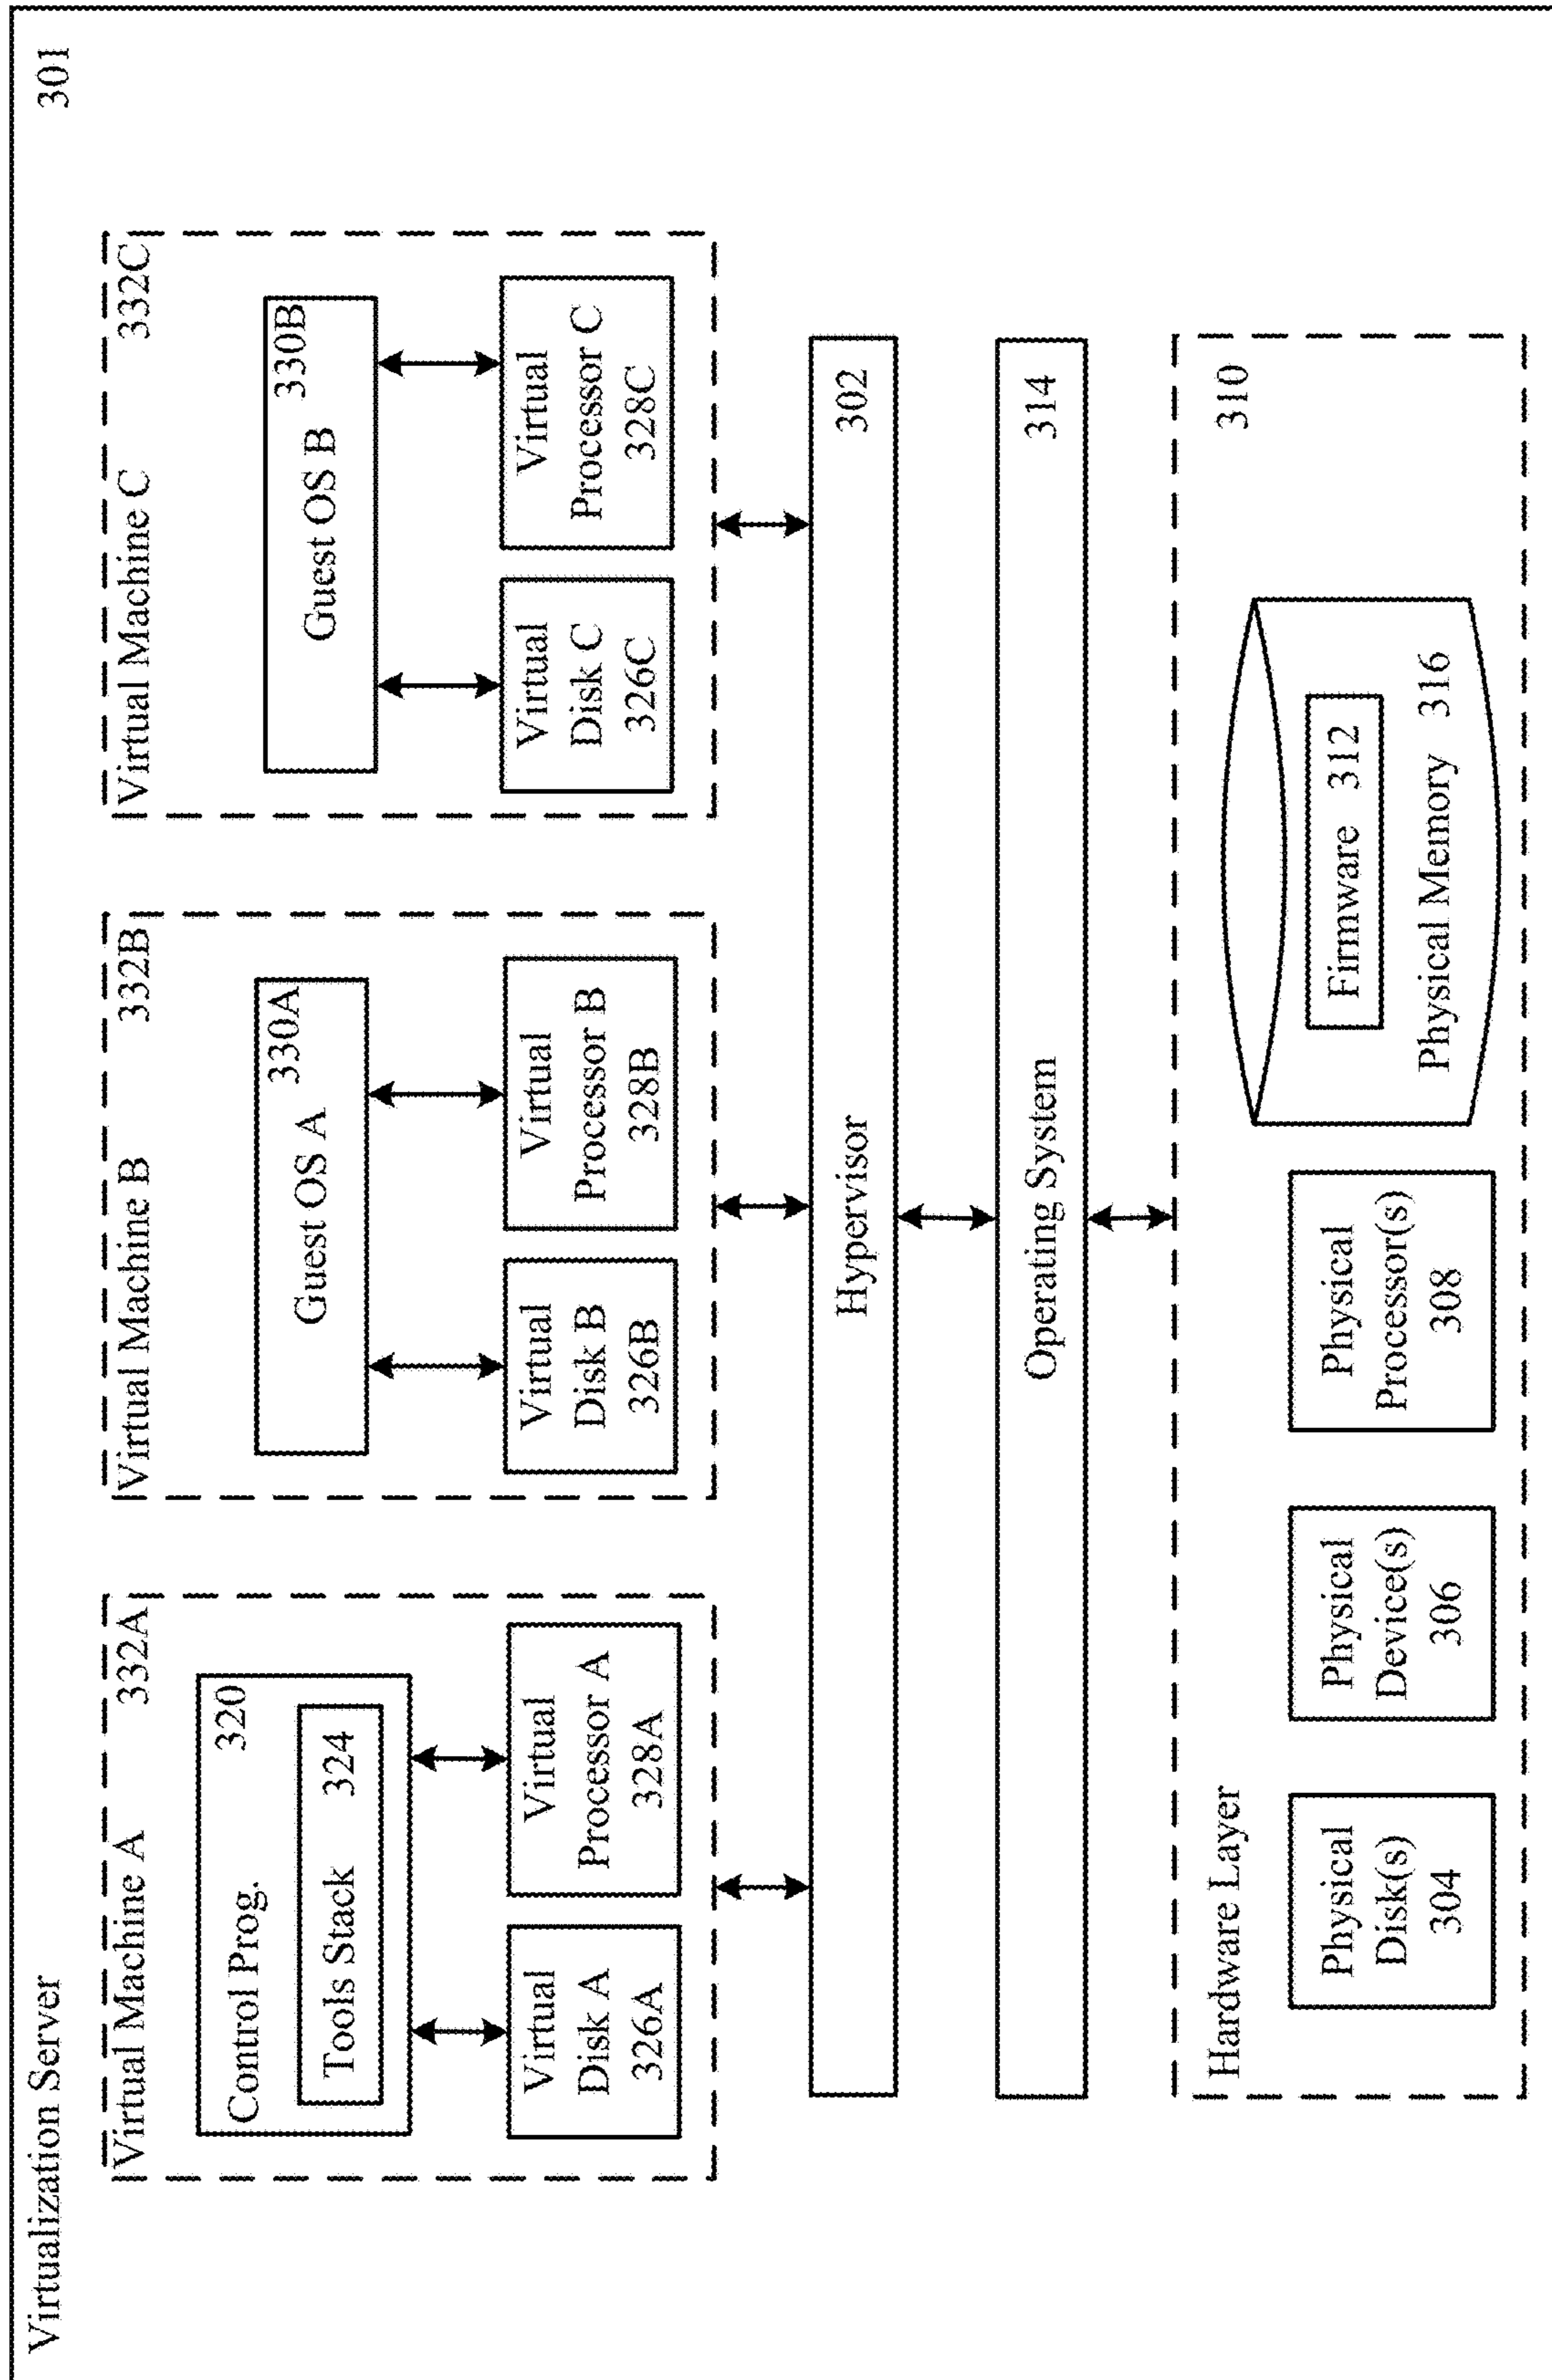 Virtualization Server
301
Virtual Machine A
332A
Control Prog.
320
Tools Stack 324
Virtual
Disk A
326A
Virtual
Processor A
328A
Virtual Machine B
332B
330A
Guest OS A
Virtual
Disk B
326B
Virtual
Processor B
328B
Virtual Machine C
332C
330B
Guest OS B
Virtual
Disk C
326C
Virtual
Processor C
328C
Hypervisor
302
Operating System
314
Hardware Layer
310
Physical
Disk(s)
304
Physical
Device(s)
306
Physical
Processor(s)
308
Firmware 312
Physical Memory 316